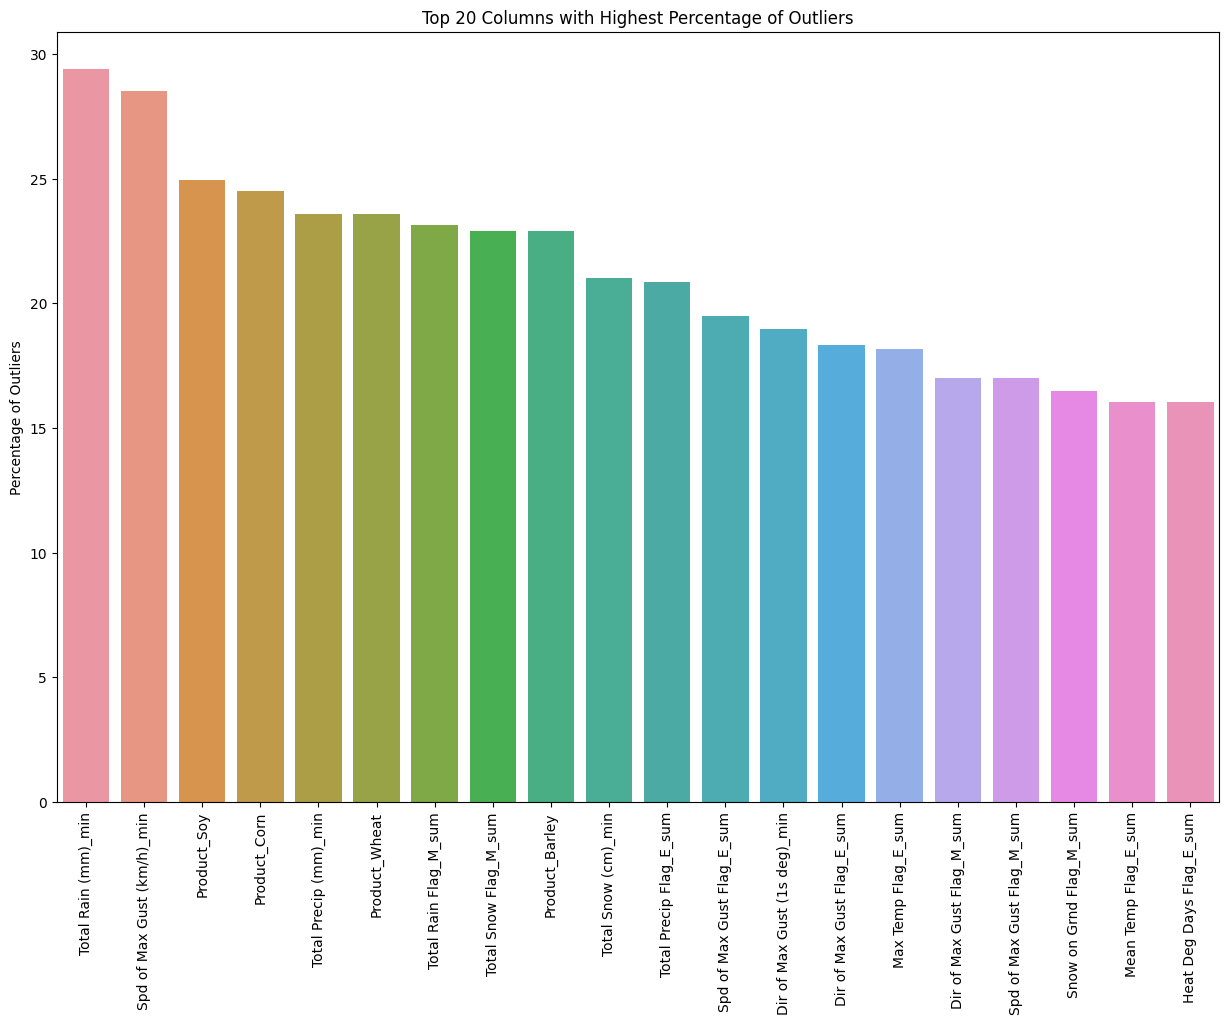 Top 20 Columns with Highest Percentage of Outliers
Percentage of Outliers
30
25
20
15
10
5
0
Total Rain (mm)_min
Spd of Max Gust (km/h)_min
Product_Soy
Product_Corn
Total Precip (mm)_min
Product_Wheat
Total Rain Flag_M_sum
Total Snow Flag_M_sum
Product_Barley
Total Snow (cm)_min
Total Precip Flag_E_sum
Spd of Max Gust Flag_E_sum
Dir of Max Gust (1s deg)_min
Dir of Max Gust Flag_E_sum
Max Temp Flag_E_sum
Dir of Max Gust Flag_M_sum
Spd of Max Gust Flag_M_sum
Snow on Grnd Flag_M_sum
Mean Temp Flag_E_sum
Heat Deg Days Flag_E_sum